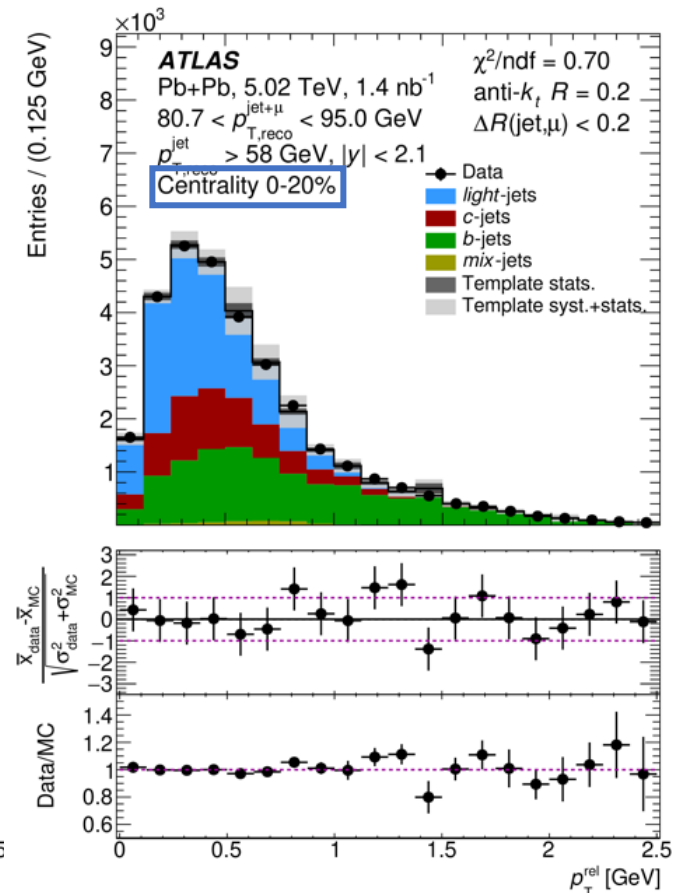 ×10³
Entries / (0.125 GeV)
9
8
7
6
5
4
3
2
1
ATLAS
Pb+Pb, 5.02 TeV, 1.4 nb⁻¹
80.7 < p_{T,reco}^{jet+μ} < 95.0 GeV
p_{T,reco}^{jet} > 58 GeV, |y| < 2.1
Centrality 0-20%
χ²/ndf = 0.70
anti-k_t R = 0.2
ΔR(jet,μ) < 0.2
Data
light-jets
c-jets
b-jets
mix-jets
Template stats.
Template syst.+stats.
x̄_data-x̄_MC
√σ²_data+σ²_MC
3
2
1
0
−1
−2
−3
Data/MC
1.4
1.2
1.0
0.8
0.6
0 0.5 1.0 1.5 2.0 2.5
p_T^{rel} [GeV]